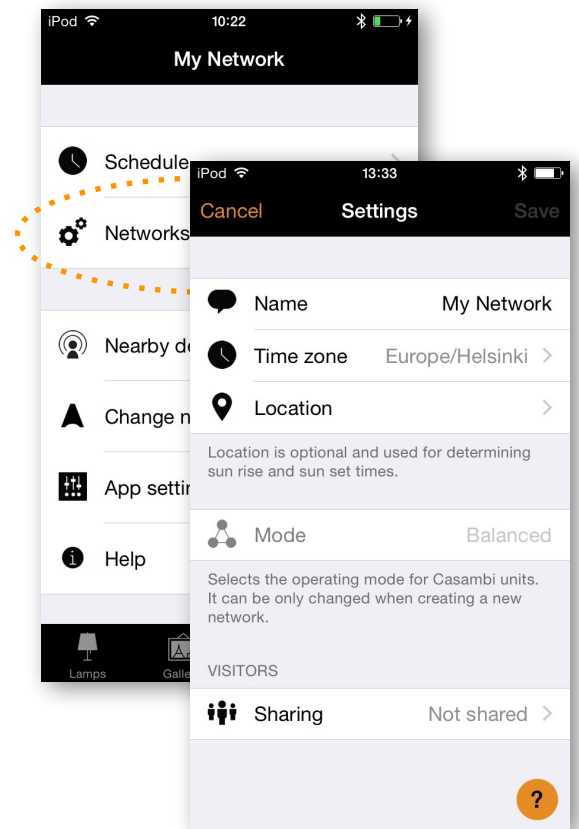 iPod 10:22
My Network
Schedule
Networks
Nearby de
Change n
App settin
Help
Lamps Galle
iPod 13:33
Cancel Settings Save
Name My Network
Time zone Europe/Helsinki
Location
Location is optional and used for determining
sun rise and sun set times.
Mode Balanced
Selects the operating mode for Casambi units.
It can be only changed when creating a new
network.
VISITORS
Sharing Not shared
?